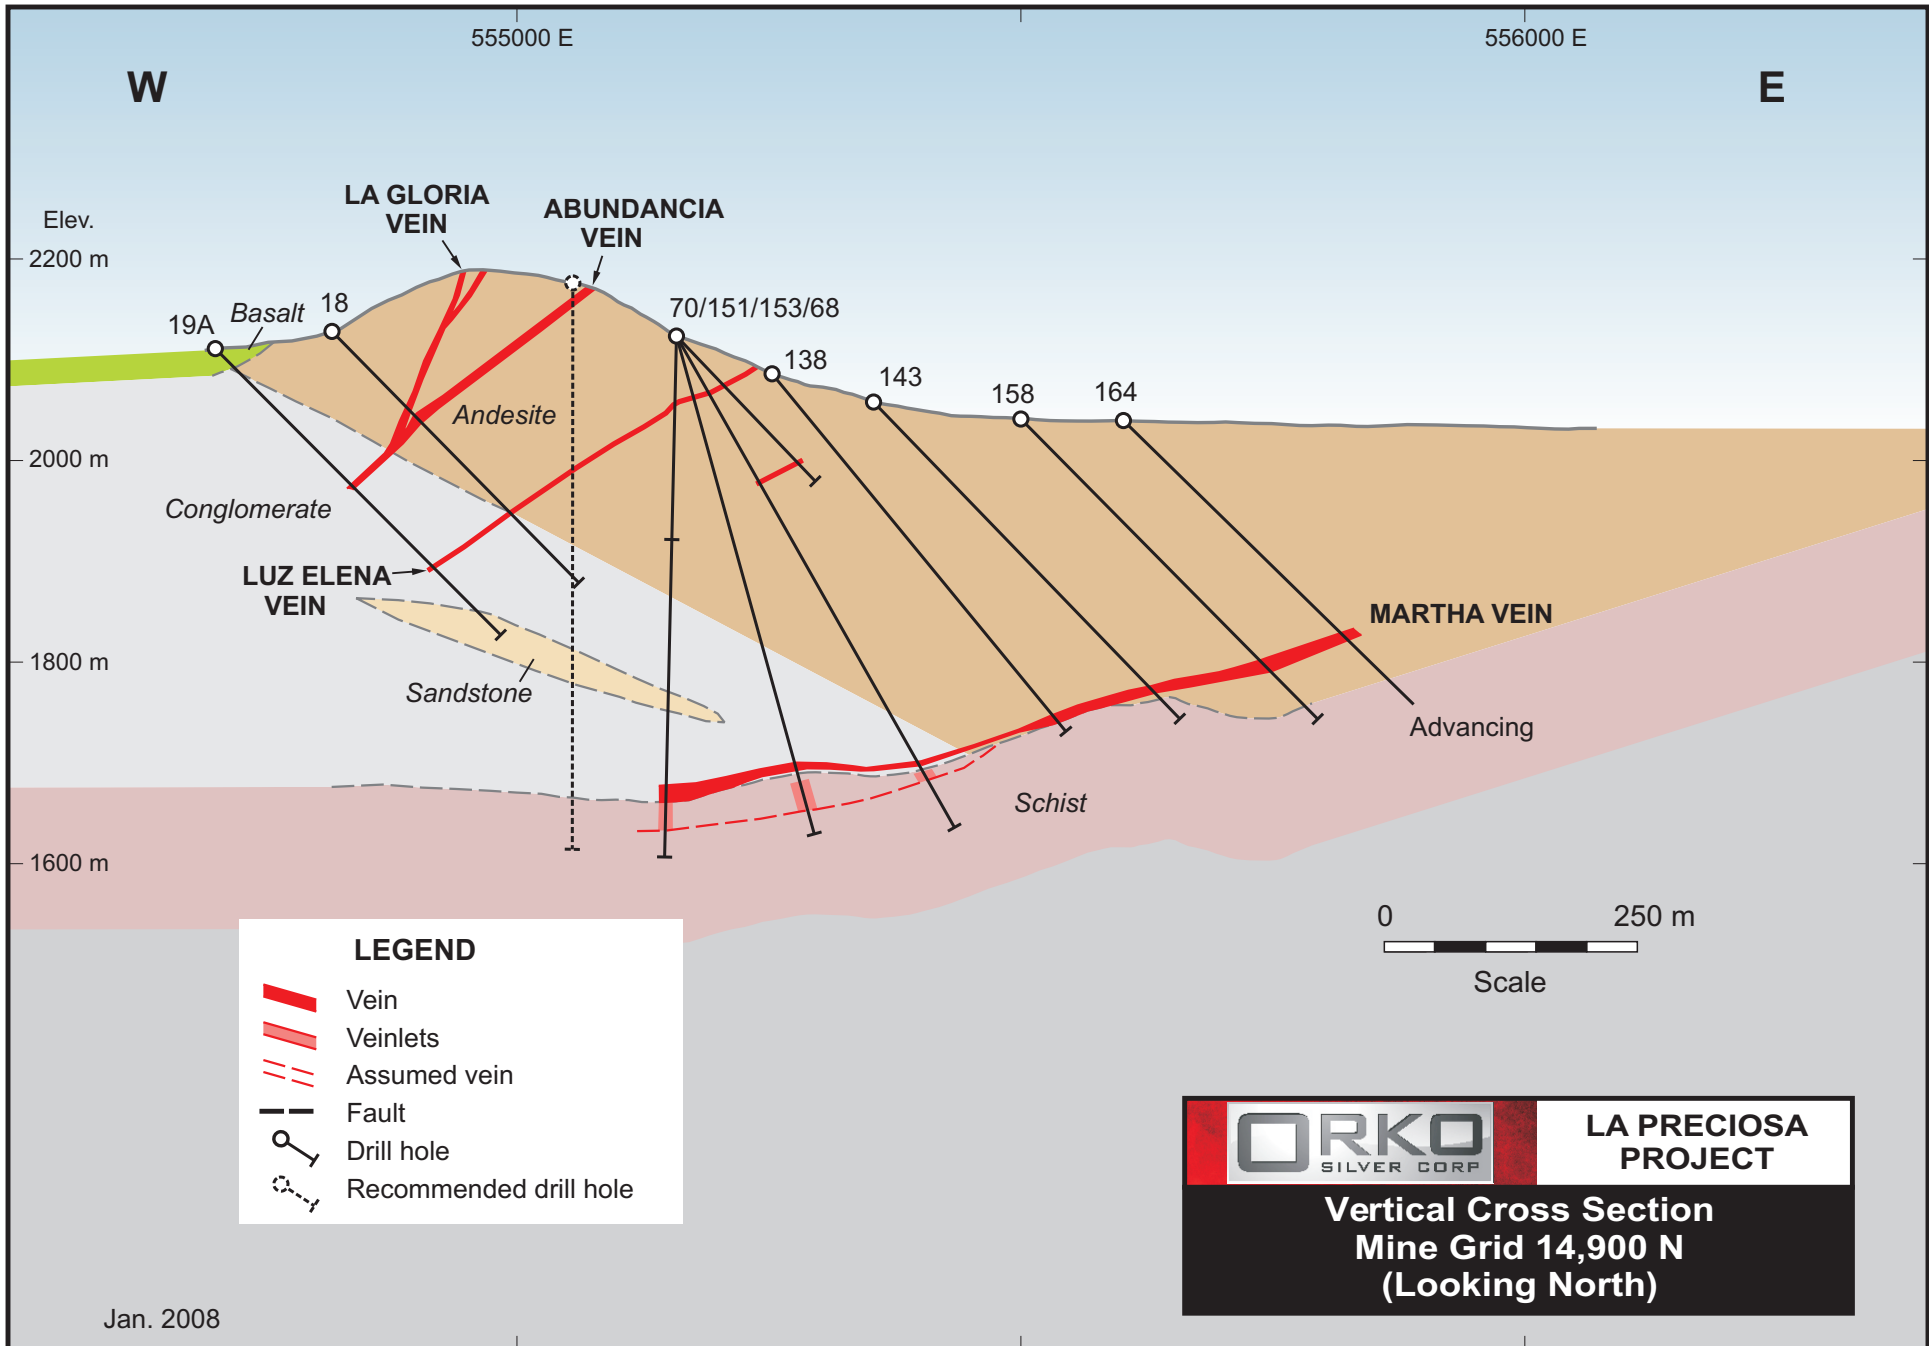 555000 E
556000 E
W
E
LA GLORIA
VEIN
ABUNDANCIA
VEIN
Elev.
2200 m
19A
Basalt
18
70/151/153/68
138
143
158
164
Andesite
2000 m
Conglomerate
LUZ ELENA
VEIN
MARTHA VEIN
1800 m
Sandstone
Advancing
Schist
1600 m
0
250 m
Scale
LEGEND
Vein
Veinlets
Assumed vein
Fault
Drill hole
Recommended drill hole
ORKO
SILVER CORP
LA PRECIOSA
PROJECT
Vertical Cross Section
Mine Grid 14,900 N
(Looking North)
Jan. 2008